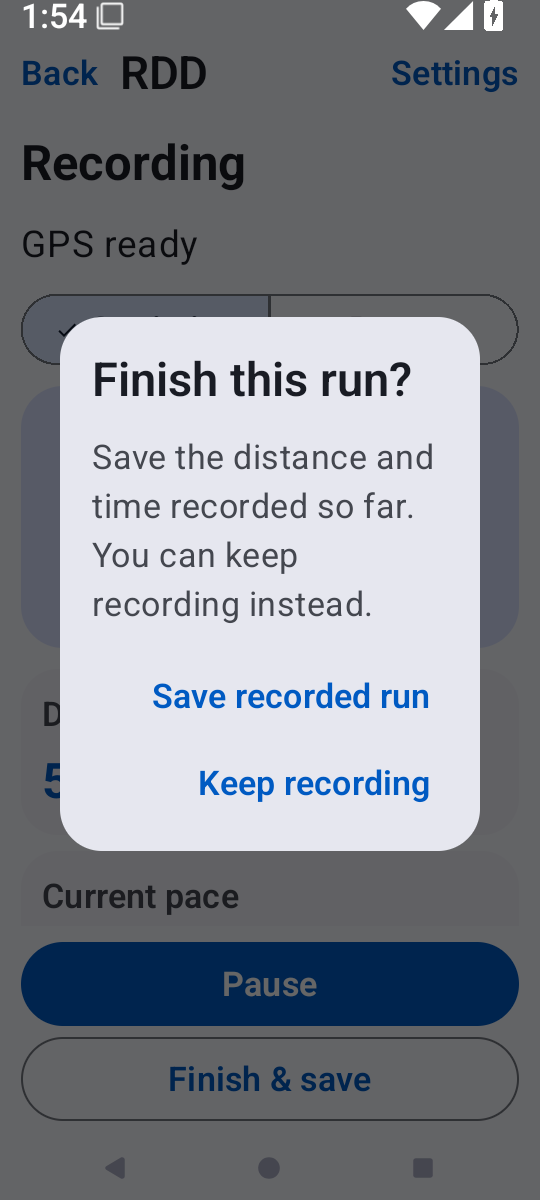 1:54
Back RDD Settings
Recording
GPS ready
Finish this run?
Save the distance and
time recorded so far.
You can keep
recording instead.
Save recorded run
Keep recording
Current pace
Pause
Finish & save